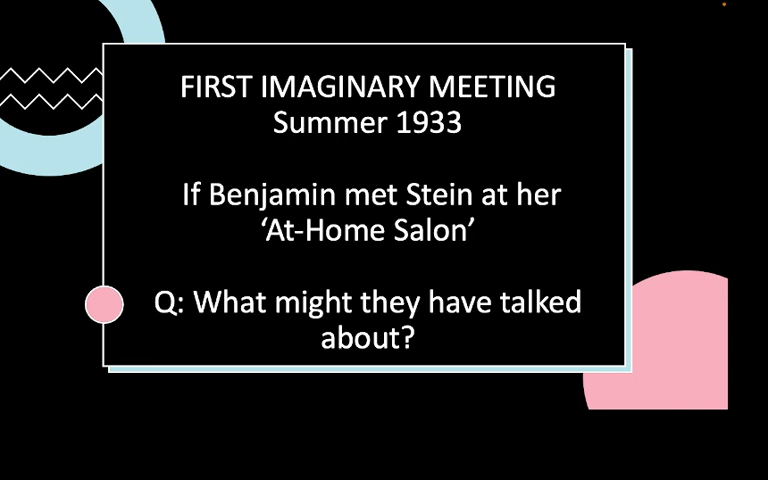 FIRST IMAGINARY MEETING
Summer 1933
If Benjamin met Stein at her
‘At-Home Salon’
Q: What might they have talked
about?